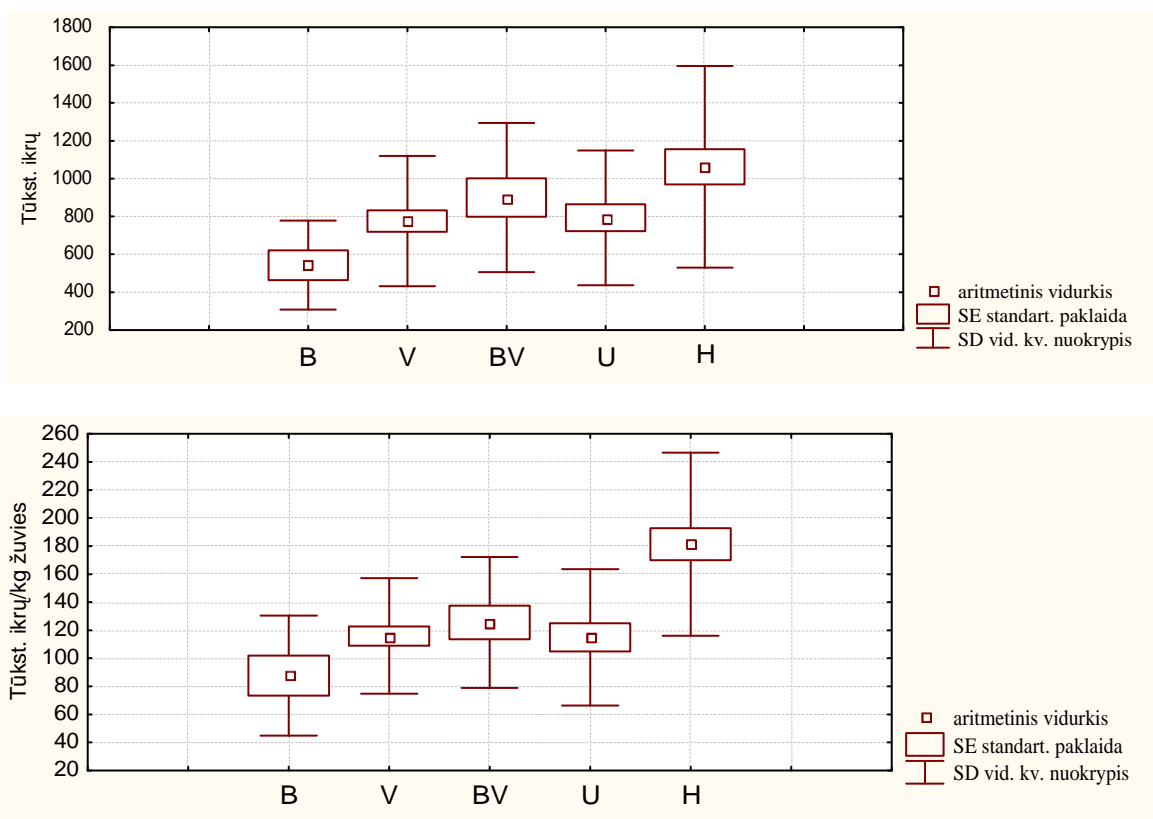 Tūkst. ikrų
1800
1600
1400
1200
1000
800
600
400
200
B V BV U H
aritmetinis vidurkis
SE standart. paklaida
SD vid. kv. nuokrypis
Tūkst. ikrų/kg žuvies
260
240
220
200
180
160
140
120
100
80
60
40
20
B V BV U H
aritmetinis vidurkis
SE standart. paklaida
SD vid. kv. nuokrypis